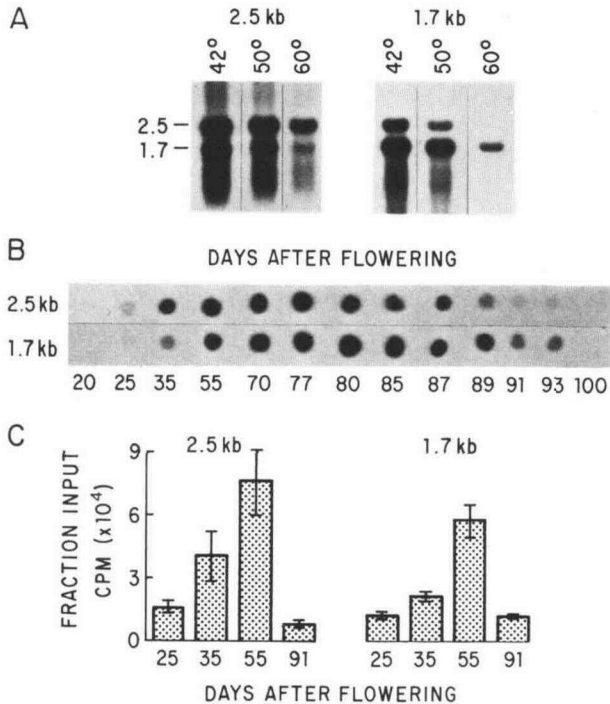 A
2.5 kb 1.7 kb
42° 50° 60° 42° 50° 60°
2.5 –
1.7 –
B
DAYS AFTER FLOWERING
2.5 kb
1.7 kb
20 25 35 55 70 77 80 85 87 89 91 93 100
C
2.5 kb 1.7 kb
FRACTION INPUT
CPM (x10⁴)
9
6
3
0
25 35 55 91 25 35 55 91
DAYS AFTER FLOWERING